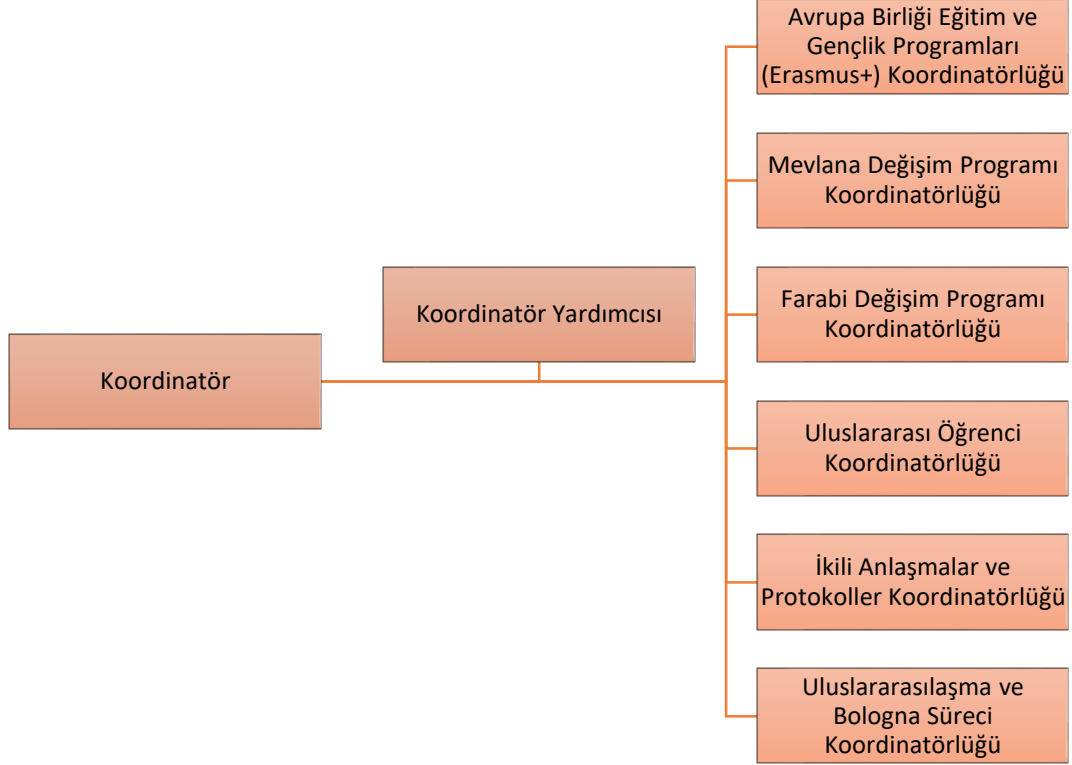 Koordinatör
Koordinatör Yardımcısı
Avrupa Birliği Eğitim ve
Gençlik Programları
(Erasmus+) Koordinatörlüğü
Mevlana Değişim Programı
Koordinatörlüğü
Farabi Değişim Programı
Koordinatörlüğü
Uluslararası Öğrenci
Koordinatörlüğü
İkili Anlaşmalar ve
Protokoller Koordinatörlüğü
Uluslararasılaşma ve
Bologna Süreci
Koordinatörlüğü